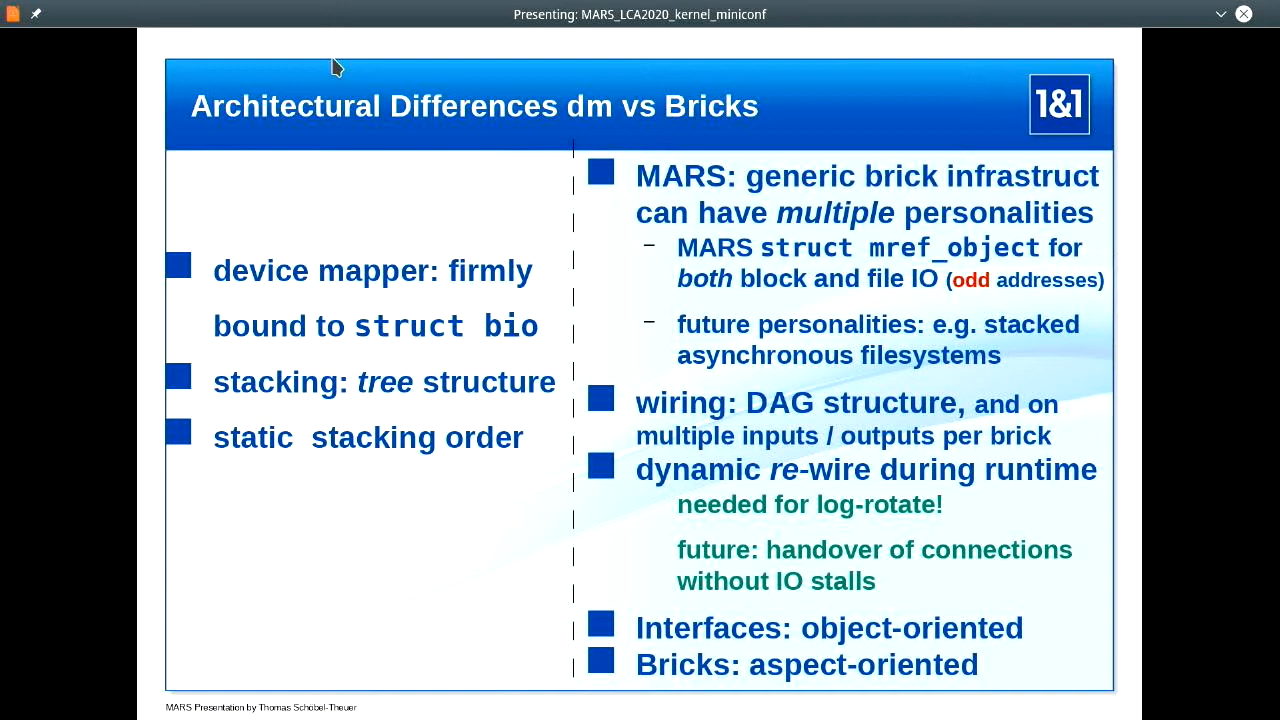 Presenting: MARS_LCA2020_kernel_miniconf
Architectural Differences dm vs Bricks
1&1
device mapper: firmly
bound to struct bio
stacking: tree structure
static stacking order
MARS: generic brick infrastruct
can have multiple personalities
– MARS struct mref_object for
both block and file IO (odd addresses)
– future personalities: e.g. stacked
asynchronous filesystems
wiring: DAG structure, and on
multiple inputs / outputs per brick
dynamic re-wire during runtime
needed for log-rotate!
future: handover of connections
without IO stalls
Interfaces: object-oriented
Bricks: aspect-oriented
MARS Presentation by Thomas Schöbel-Theuer